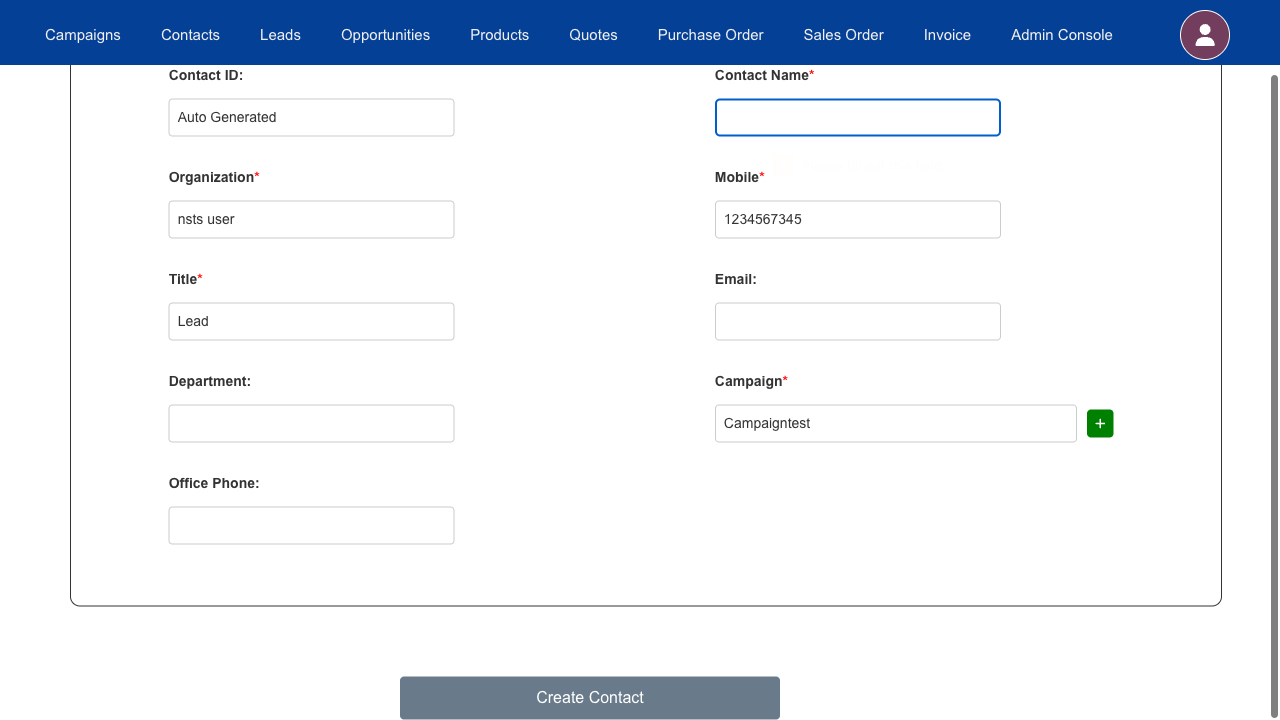 Campaigns Contacts Leads Opportunities Products Quotes Purchase Order Sales Order Invoice Admin Console
Contact ID: Contact Name*
Auto Generated
Organization* Mobile*
nsts user 1234567345
Title* Email:
Lead
Department: Campaign*
Campaigntest +
Office Phone:
Create Contact